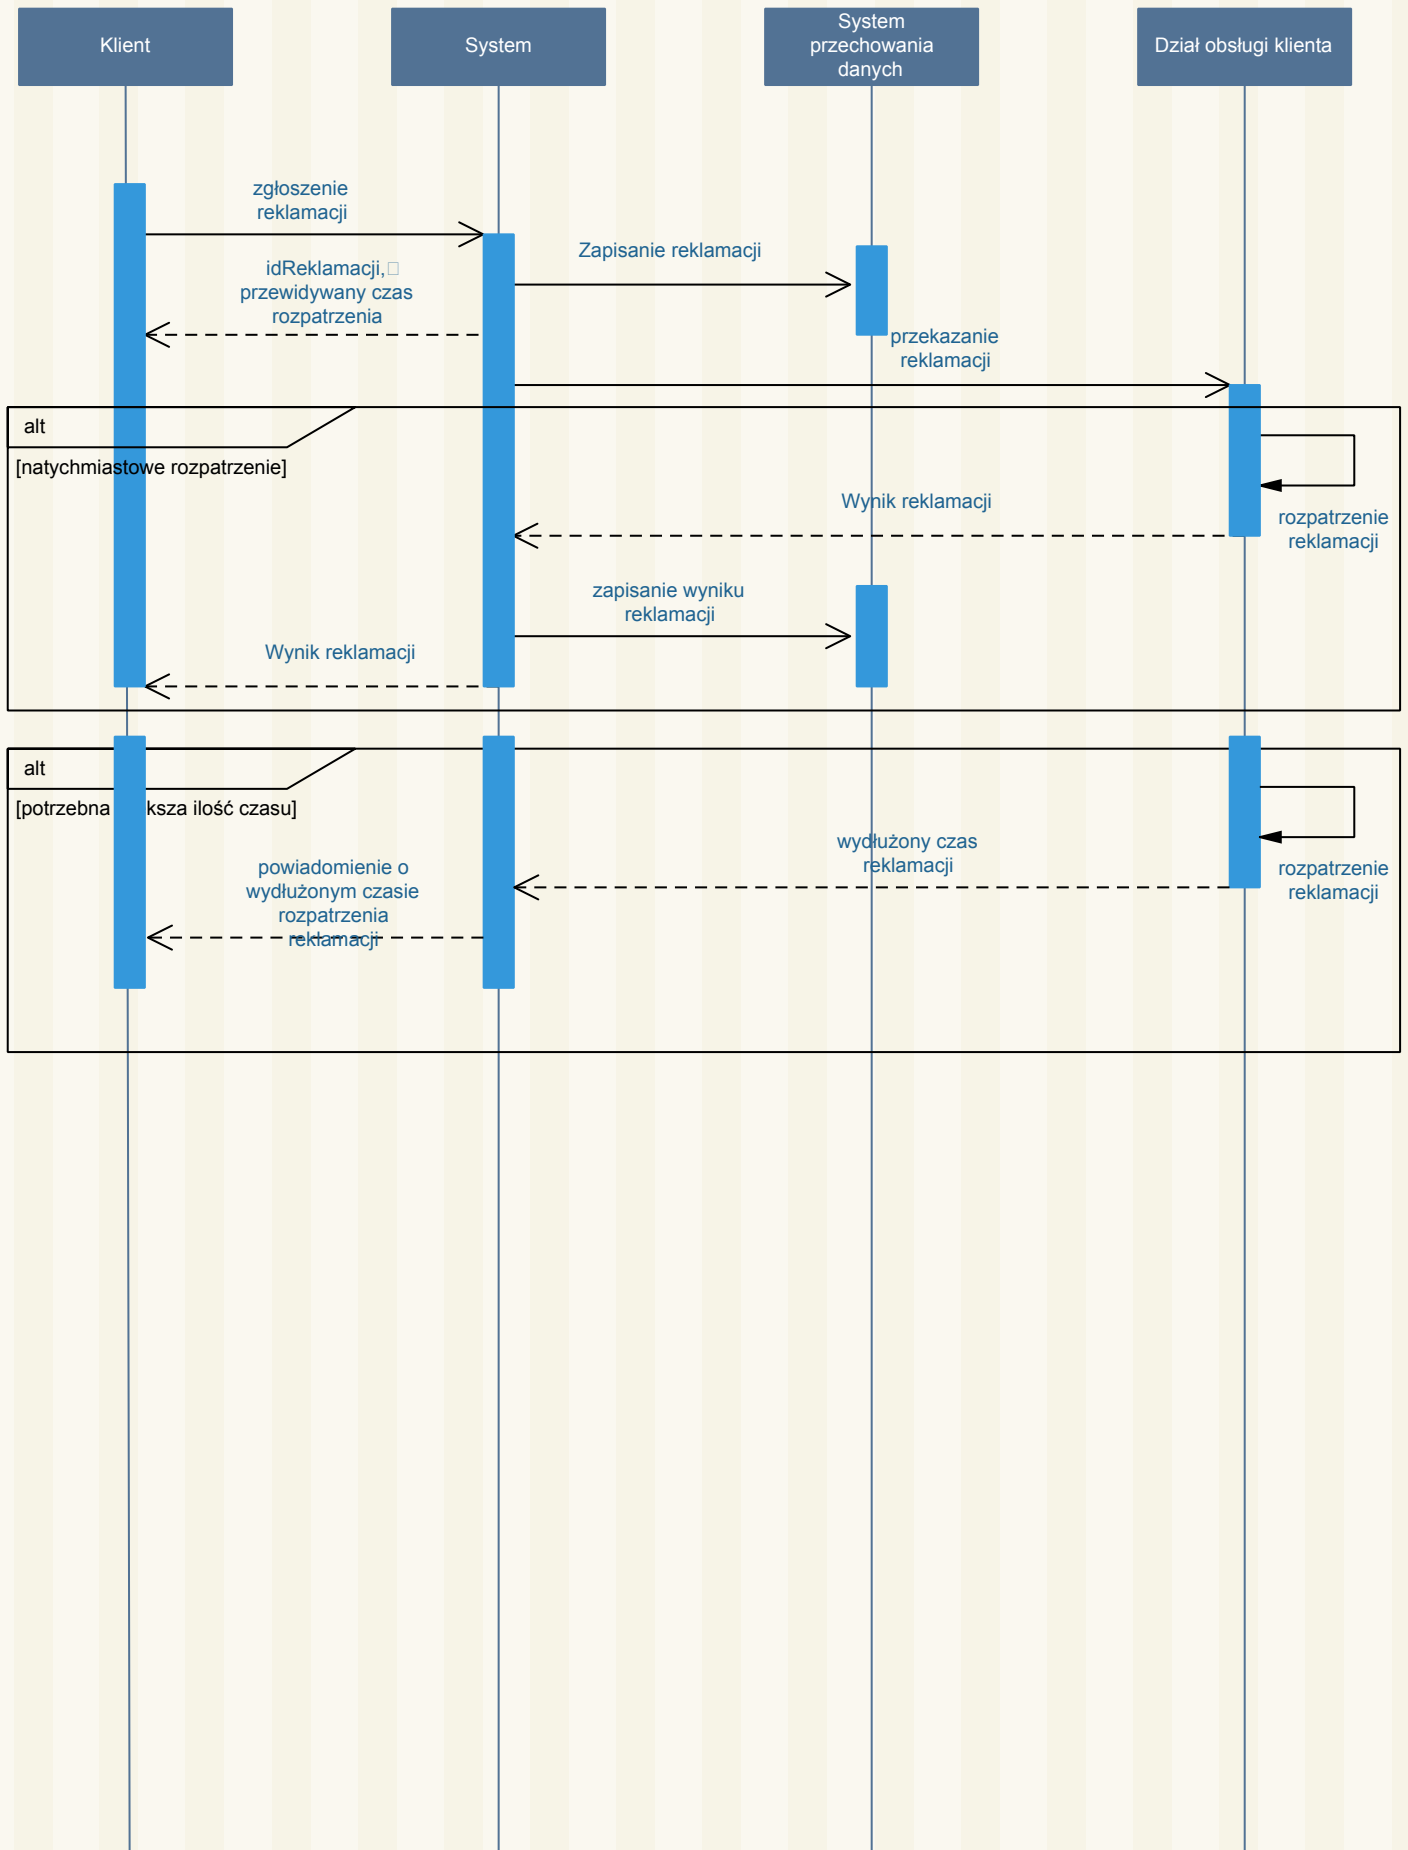 Klient
System
System
przechowania
danych
Dział obsługi klienta
zgłoszenie
reklamacji
Zapisanie reklamacji
idReklamacji,
przewidywany czas
rozpatrzenia
przekazanie
reklamacji
alt
[natychmiastowe rozpatrzenie]
Wynik reklamacji
rozpatrzenie
reklamacji
zapisanie wyniku
reklamacji
Wynik reklamacji
alt
[potrzebna ksza ilość czasu]
wydłużony czas
reklamacji
rozpatrzenie
reklamacji
powiadomienie o
wydłużonym czasie
rozpatrzenia
reklamacji